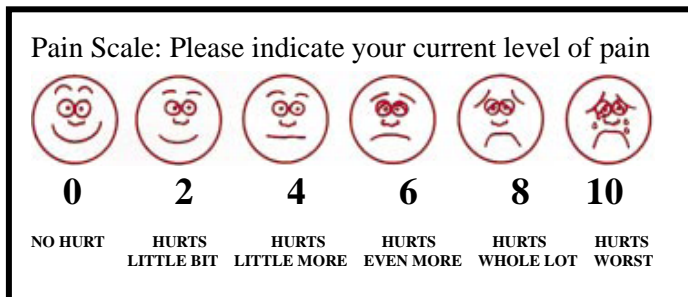 Pain Scale: Please indicate your current level of pain
0 2 4 6 8 10
NO HURT HURTS HURTS HURTS HURTS HURTS
LITTLE BIT LITTLE MORE EVEN MORE WHOLE LOT WORST